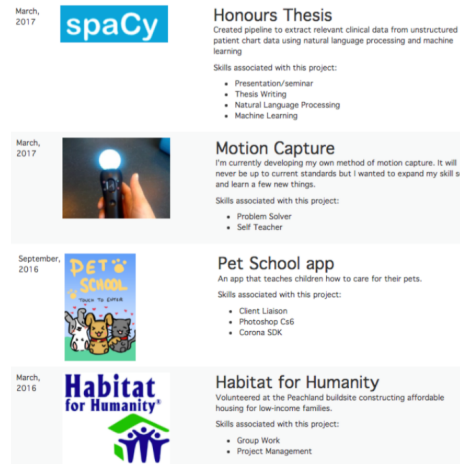 March,
2017
spaCy
Honours Thesis
Created pipeline to extract relevant clinical data from unstructured
patient chart data using natural language processing and machine
learning
Skills associated with this project:
Presentation/seminar
Thesis Writing
Natural Language Processing
Machine Learning
March,
2017
Motion Capture
I'm currently developing my own method of motion capture. It will
never be up to current standards but I wanted to expand my skill s
and learn a few new things.
Skills associated with this project:
Problem Solver
Self Teacher
September,
2016
PET
SCHOOL
TOUCH TO ENTER
Pet School app
An app that teaches children how to care for their pets.
Skills associated with this project:
Client Liaison
Photoshop Cs6
Corona SDK
March,
2016
Habitat
for Humanity®
Habitat for Humanity
Volunteered at the Peachland buildsite constructing affordable
housing for low-income families.
Skills associated with this project:
Group Work
Project Management